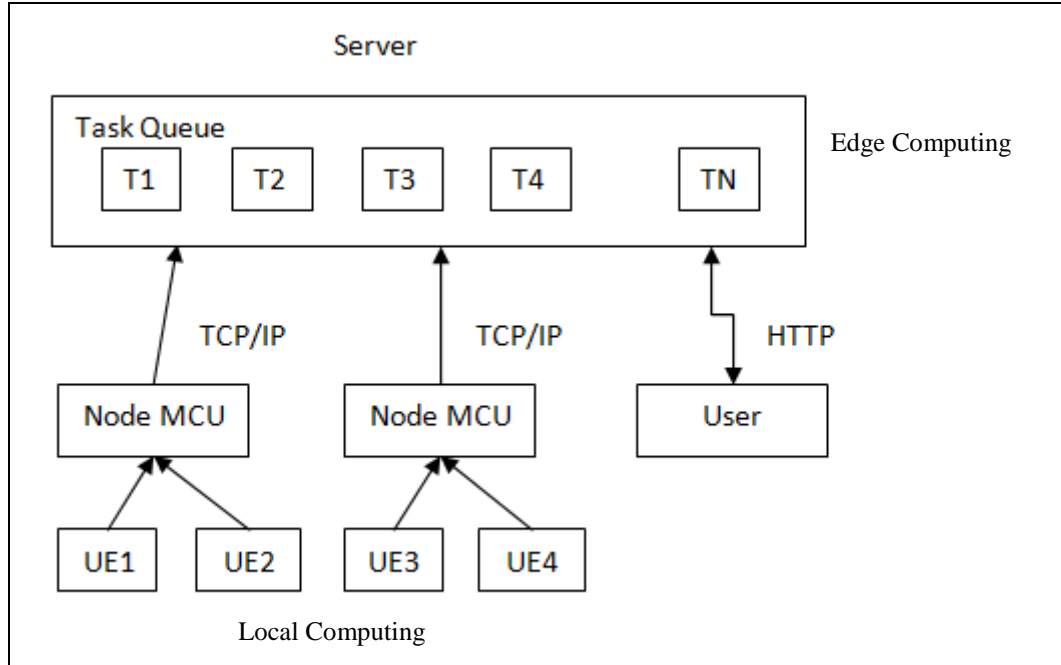 Server
Task Queue
Edge Computing
T1 T2 T3 T4 TN
TCP/IP TCP/IP HTTP
Node MCU Node MCU User
UE1 UE2 UE3 UE4
Local Computing